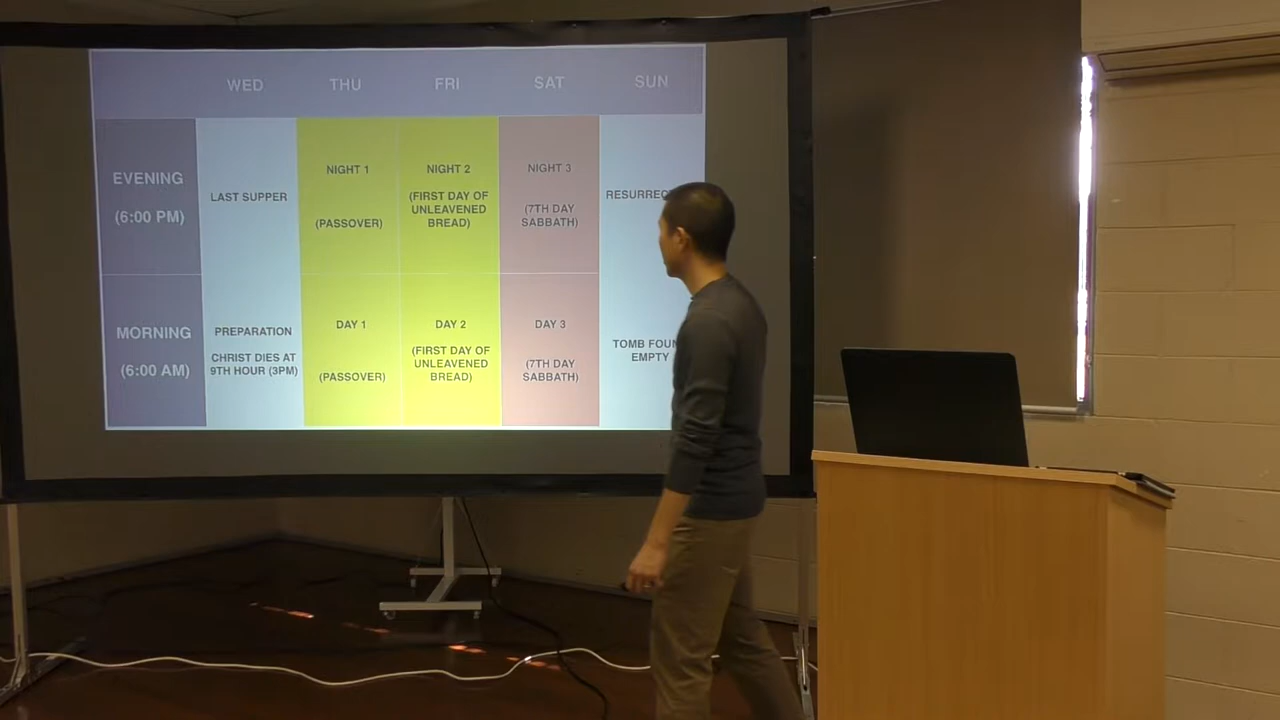 WED THU FRI SAT SUN
EVENING
(6:00 PM)
LAST SUPPER
NIGHT 1
(PASSOVER)
NIGHT 2
(FIRST DAY OF
UNLEAVENED
BREAD)
NIGHT 3
(7TH DAY
SABBATH)
MORNING
(6:00 AM)
PREPARATION
CHRIST DIES AT
9TH HOUR (3PM)
DAY 1
(PASSOVER)
DAY 2
(FIRST DAY OF
UNLEAVENED
BREAD)
DAY 3
(7TH DAY
SABBATH)
TOMB
EMPTY